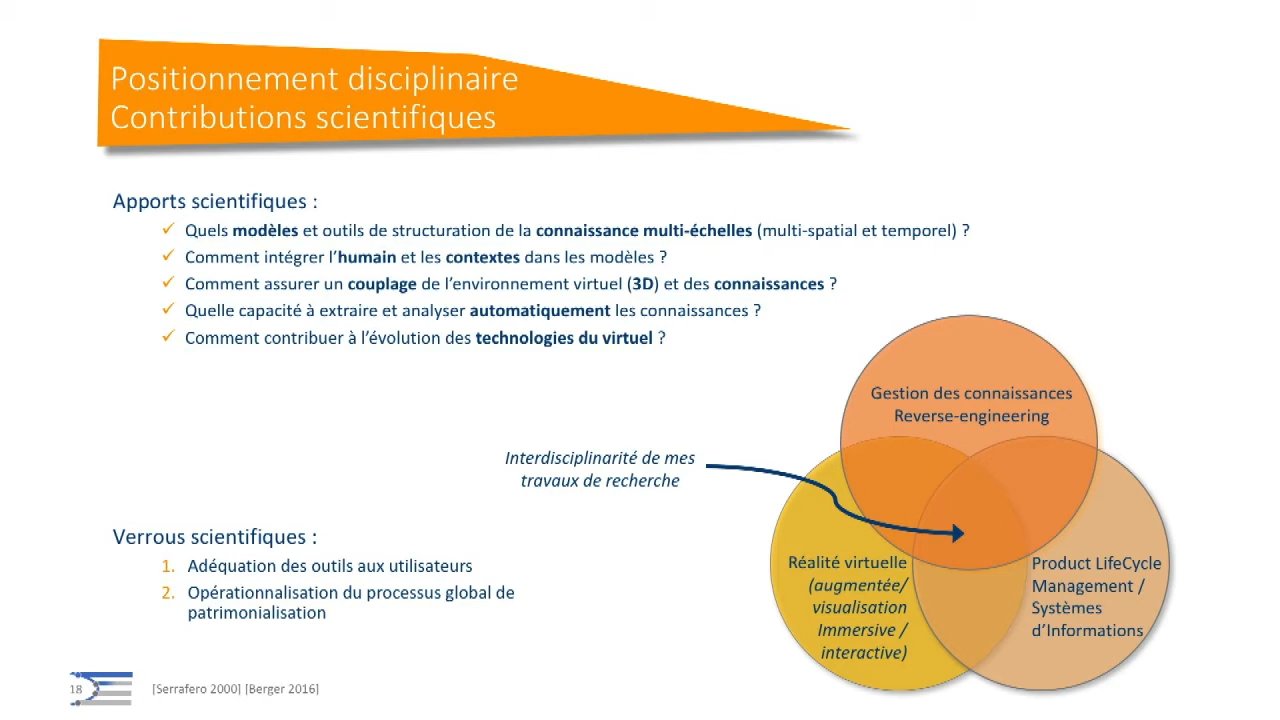 Positionnement disciplinaire
Contributions scientifiques
Apports scientifiques :
✓ Quels modèles et outils de structuration de la connaissance multi-échelles (multi-spatial et temporel) ?
✓ Comment intégrer l'humain et les contextes dans les modèles ?
✓ Comment assurer un couplage de l'environnement virtuel (3D) et des connaissances ?
✓ Quelle capacité à extraire et analyser automatiquement les connaissances ?
✓ Comment contribuer à l'évolution des technologies du virtuel ?
Gestion des connaissances
Reverse-engineering
Interdisciplinarité de mes
travaux de recherche
Réalité virtuelle
(augmentée/
visualisation
Immersive /
interactive)
Product LifeCycle
Management /
Systèmes
d'Informations
Verrous scientifiques :
1. Adéquation des outils aux utilisateurs
2. Opérationnalisation du processus global de
patrimonialisation
18
[Serrafero 2000] [Berger 2016]